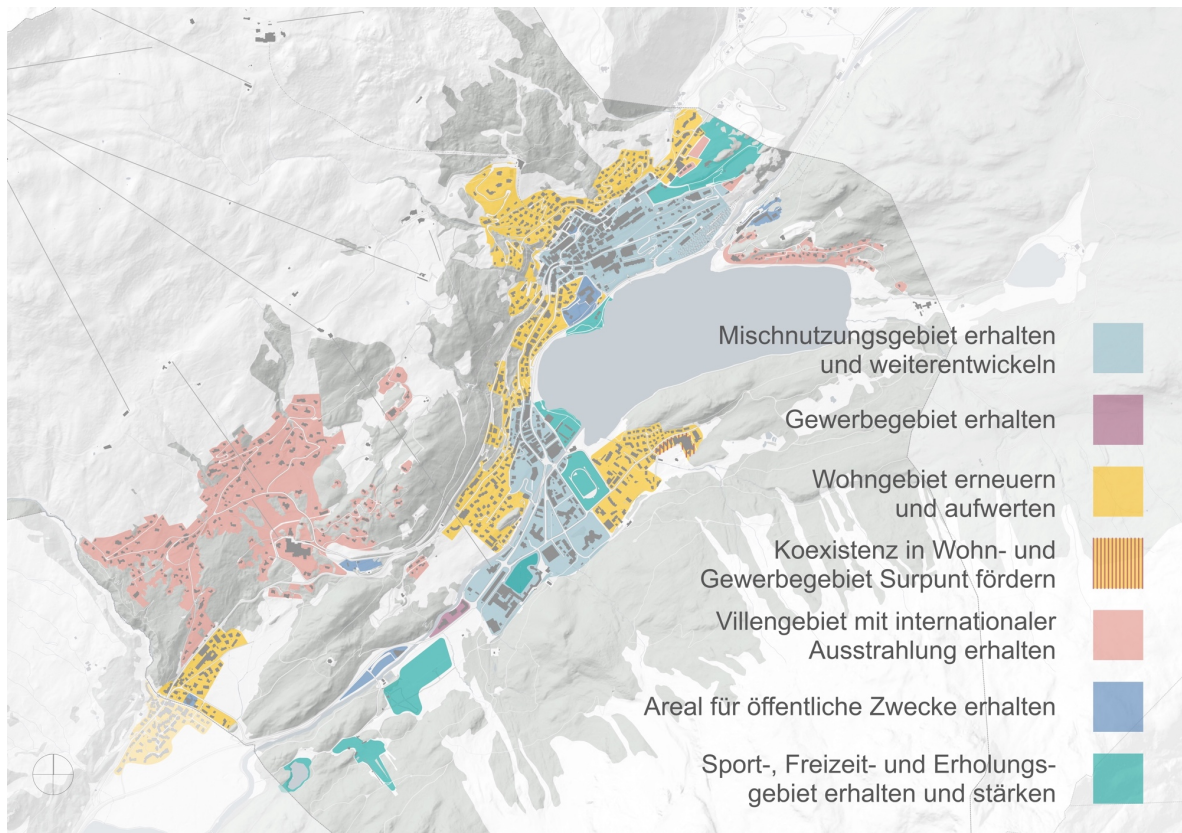 Mischnutzungsgebiet erhalten
und weiterentwickeln
Gewerbegebiet erhalten
Wohngebiet erneuern
und aufwerten
Koexistenz in Wohn- und
Gewerbegebiet Surpunt fördern
Villengebiet mit internationaler
Ausstrahlung erhalten
Areal für öffentliche Zwecke erhalten
Sport-, Freizeit- und Erholungs-
gebiet erhalten und stärken